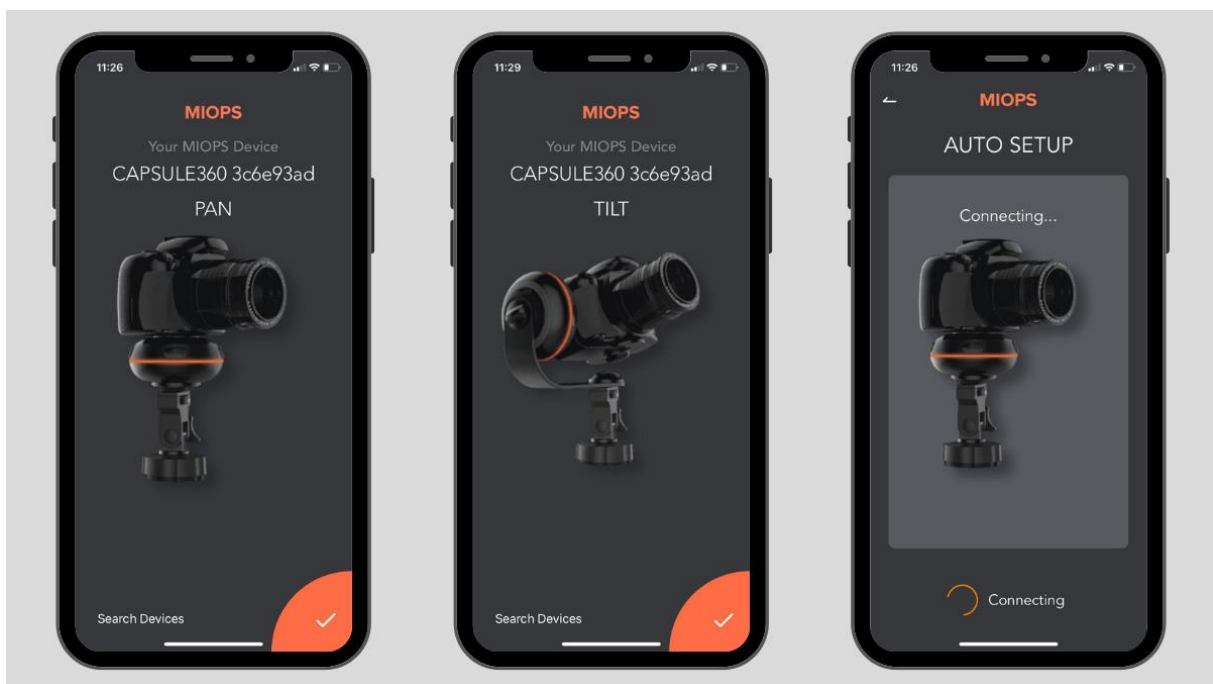 11:26
MIOPS
Your MIOPS Device
CAPSULE360 3c6e93ad
PAN
Search Devices
11:29
MIOPS
Your MIOPS Device
CAPSULE360 3c6e93ad
TILT
Search Devices
11:26
MIOPS
AUTO SETUP
Connecting...
Connecting